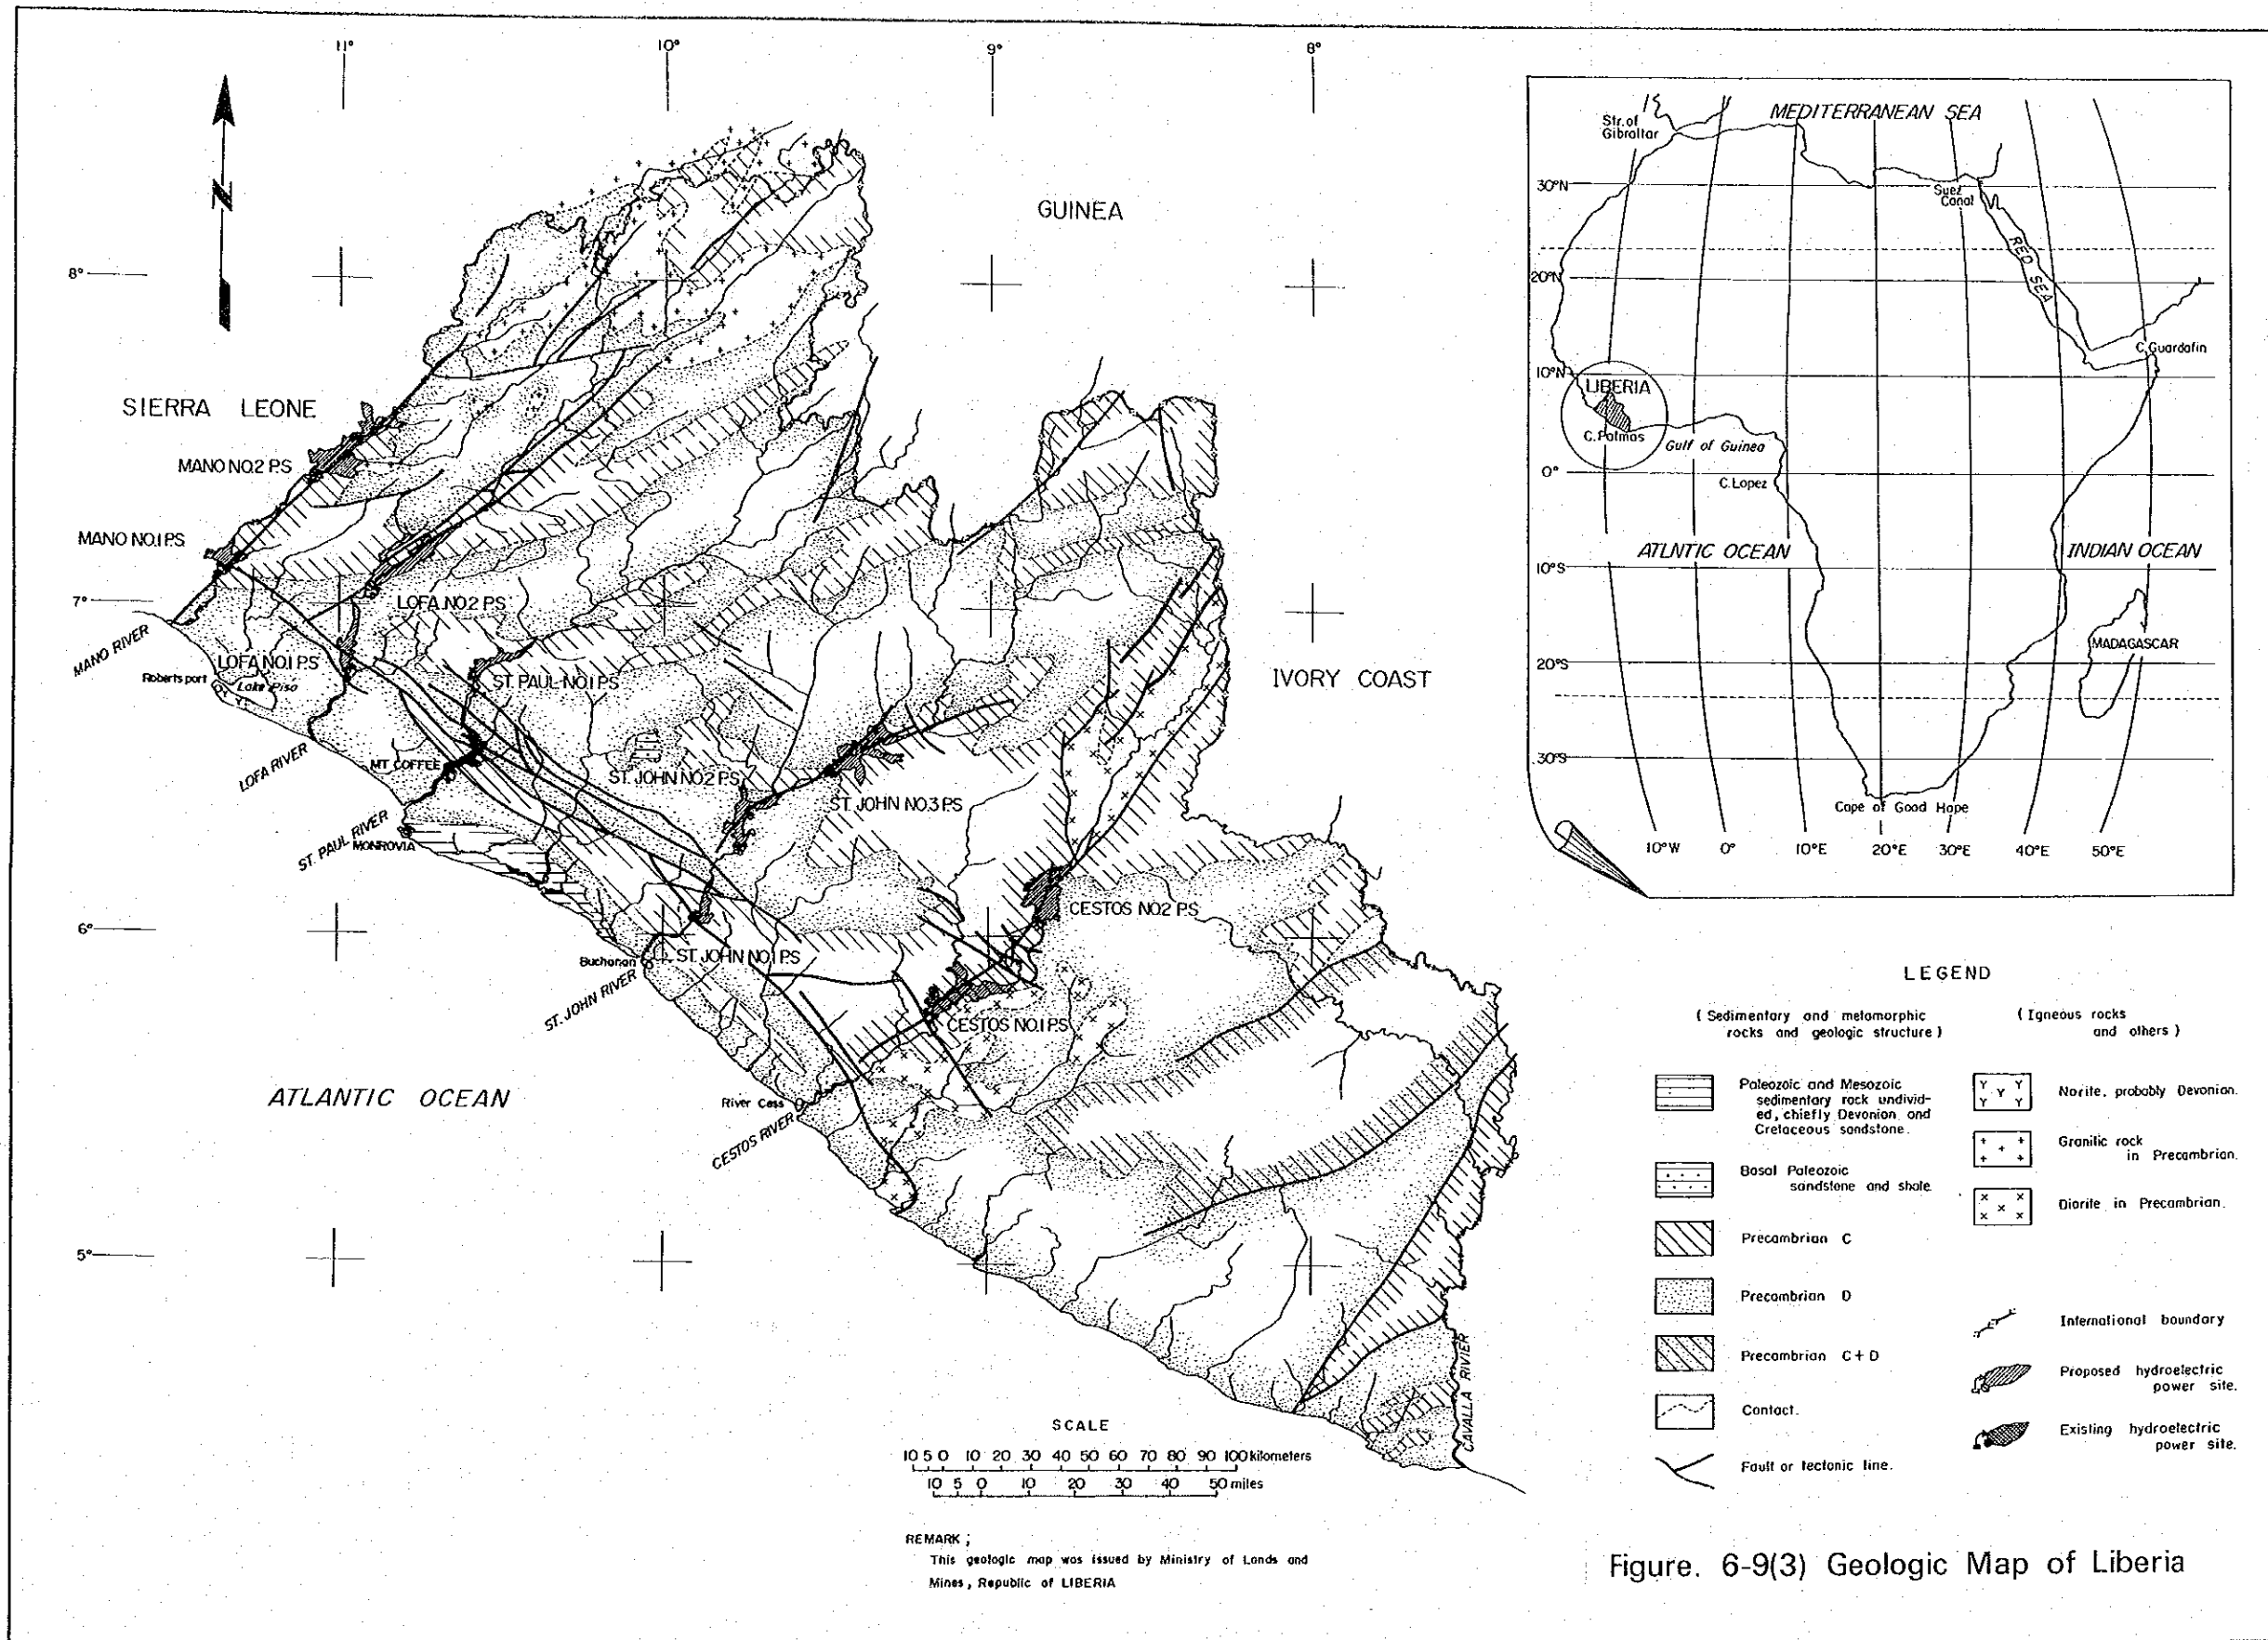 11°
10°
9°
8°
N
GUINEA
8°
SIERRA LEONE
MANO NO.2 P.S
MANO NO.1 P.S
7°
LOFA NO.2 P.S
MANO RIVER
LOFA NO.1 P.S
Roberts port
Lake Piso
ST. PAUL NO.1 P.S
IVORY COAST
LOFA RIVER
MT COFFEE
ST. JOHN NO.2 P.S
ST. JOHN NO.3 P.S
ST. PAUL RIVER
MONROVIA
CESTOS NO.2 P.S
6°
Buchanan
ST. JOHN NO.1 P.S
ST. JOHN RIVER
CESTOS NO.1 P.S
ATLANTIC OCEAN
River Cess
CESTOS RIVER
5°
CAVALLA RIVIER
SCALE
10 5 0 10 20 30 40 50 60 70 80 90 100 kilometers
10 5 0 10 20 30 40 50 miles
REMARK ;
This geologic map was issued by Ministry of Lands and
Mines, Republic of LIBERIA
Str. of
Gibraltar
MEDITERRANEAN SEA
30°N
Suez
Canal
RED SEA
20°N
C. Guardafin
10°N
LIBERIA
C. Palmas
Gulf of Guinea
0°
C. Lopez
ATLNTIC OCEAN
INDIAN OCEAN
10°S
MADAGASCAR
20°S
30°S
Cape of Good Hope
10°W
0°
10°E
20°E
30°E
40°E
50°E
LEGEND
( Sedimentary and metamorphic
rocks and geologic structure )
( Igneous rocks
and others )
Paleozoic and Mesozoic
sedimentary rock undivid-
ed, chiefly Devonion and
Cretaceous sandstone.
Basal Paleozoic
sandstone and shale
Precambrian C
Precambrian D
Precambrian C + D
Contact.
Fault or tectonic line.
Norite, probably Devonian.
Granitic rock
in Precambrian.
Diorite in Precambrian.
International boundary
Proposed hydroelectric
power site.
Existing hydroelectric
power site.
Figure. 6-9(3) Geologic Map of Liberia